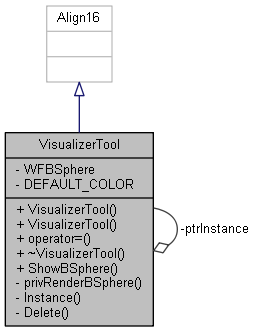 Align16
VisualizerTool
- WFBSphere
- DEFAULT_COLOR
+ VisualizerTool()
+ VisualizerTool()
+ operator=()
+ ~VisualizerTool()
+ ShowBSphere()
- privRenderBSphere()
- Instance()
- Delete()
-ptrInstance